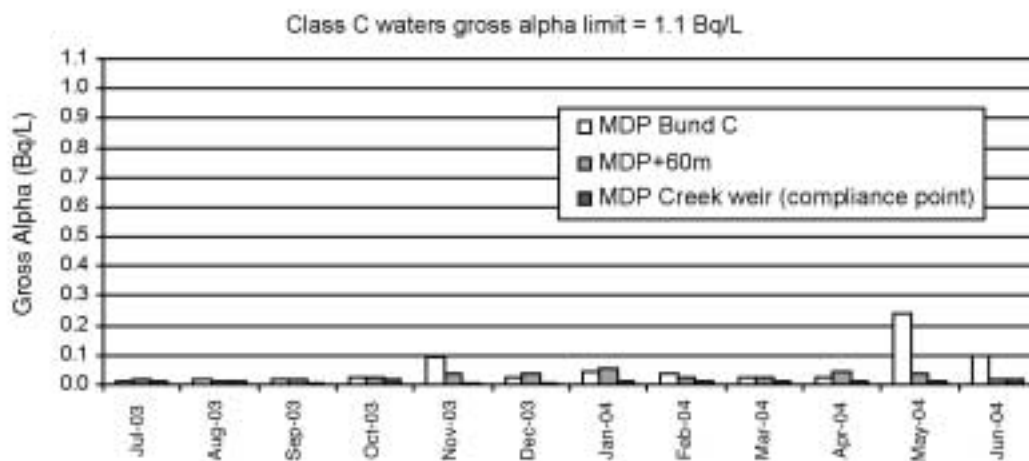 Class C waters gross alpha limit = 1.1 Bq/L
Gross Alpha (Bq/L)
1.1
1.0
0.9
0.8
0.7
0.6
0.5
0.4
0.3
0.2
0.1
0.0
MDP Bund C
MDP+60m
MDP Creek weir (compliance point)
Jul-03
Aug-03
Sep-03
Oct-03
Nov-03
Dec-03
Jan-04
Feb-04
Mar-04
Apr-04
May-04
Jun-04